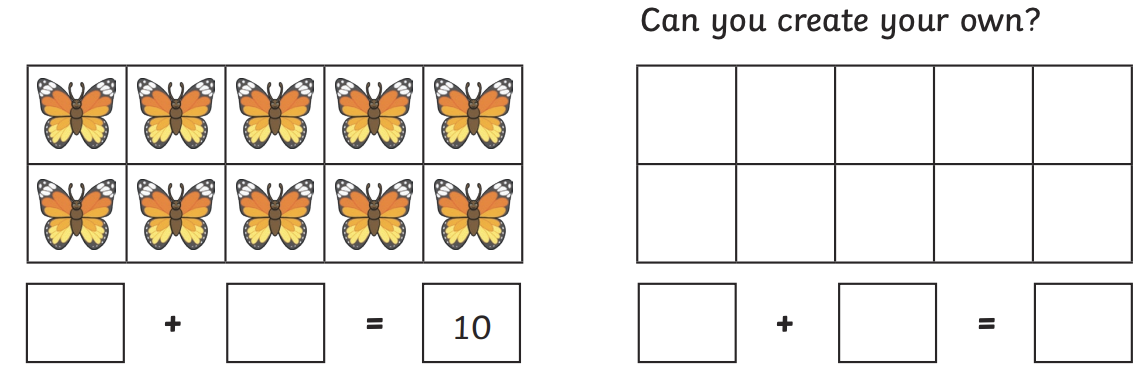 Can you create your own?
+ = 10
+ =